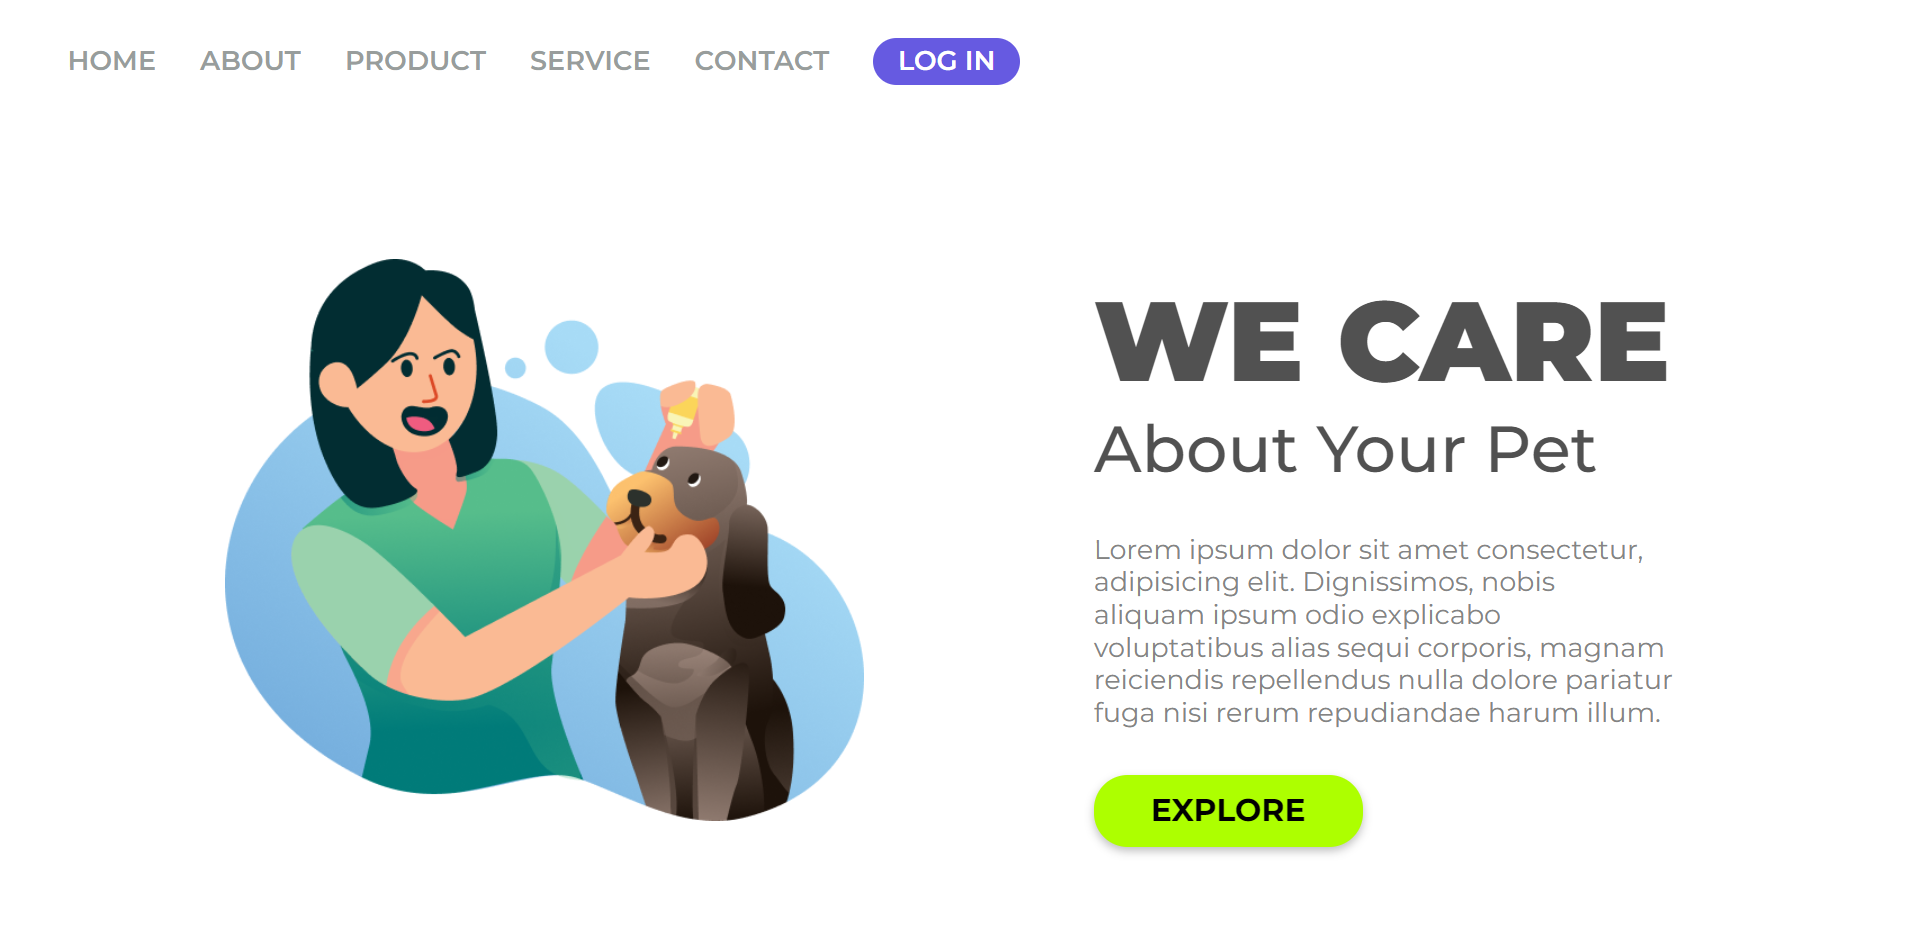 HOME ABOUT PRODUCT SERVICE CONTACT LOG IN
WE CARE
About Your Pet
Lorem ipsum dolor sit amet consectetur,
adipisicing elit. Dignissimos, nobis
aliquam ipsum odio explicabo
voluptatibus alias sequi corporis, magnam
reiciendis repellendus nulla dolore pariatur
fuga nisi rerum repudiandae harum illum.
EXPLORE